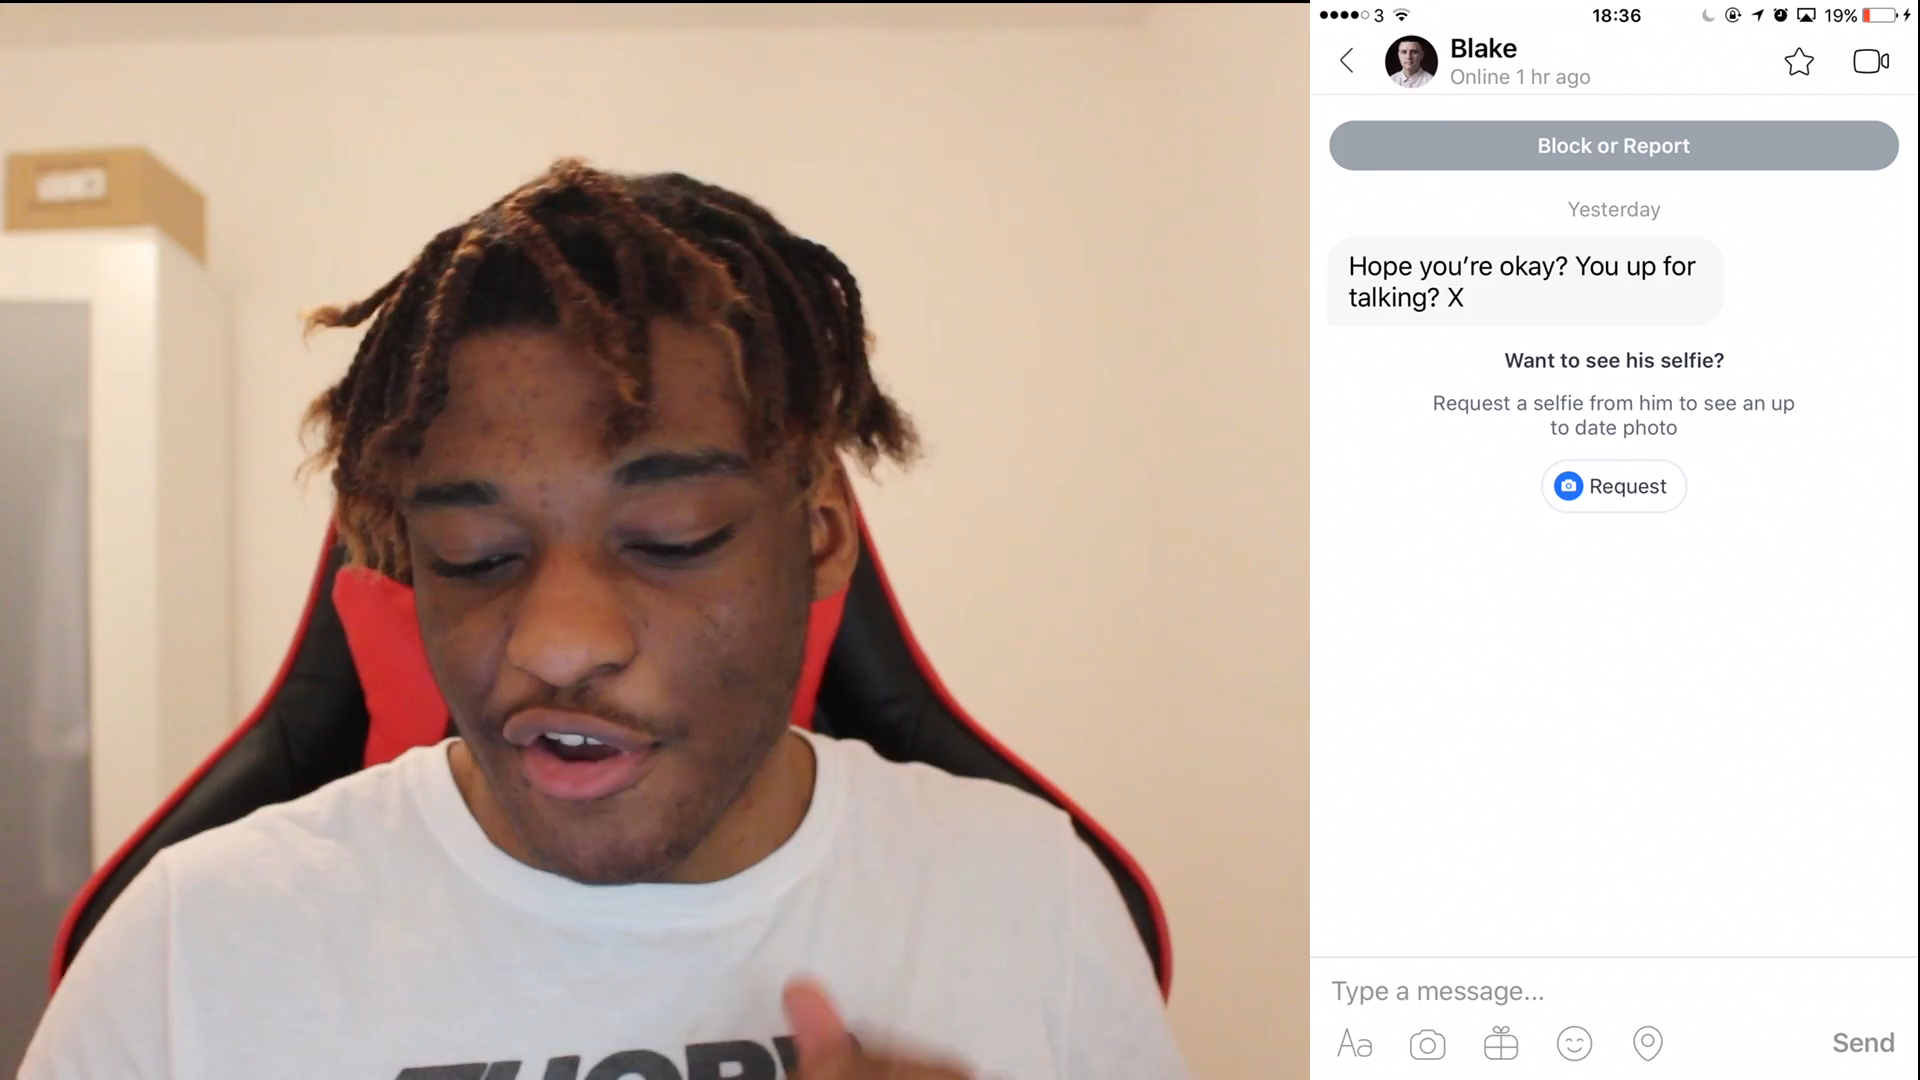 3
18:36
19%
Blake
Online 1 hr ago
Block or Report
Yesterday
Hope you’re okay? You up for
talking? X
Want to see his selfie?
Request a selfie from him to see an up
to date photo
Request
Type a message...
Aa
Send